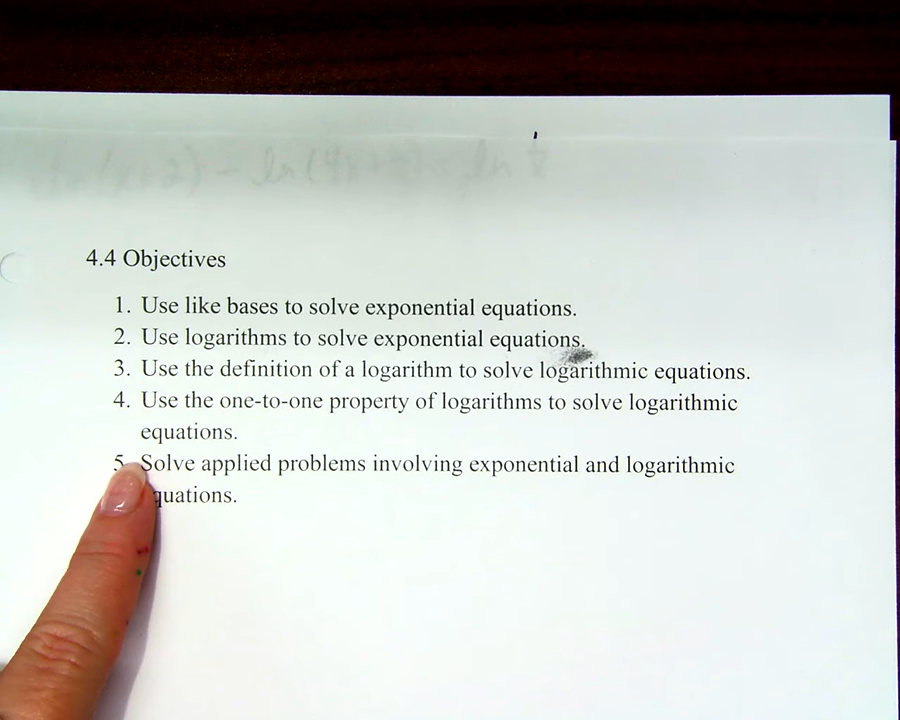 4.4 Objectives
1. Use like bases to solve exponential equations.
2. Use logarithms to solve exponential equations.
3. Use the definition of a logarithm to solve logarithmic equations.
4. Use the one-to-one property of logarithms to solve logarithmic
equations.
5. Solve applied problems involving exponential and logarithmic
quations.